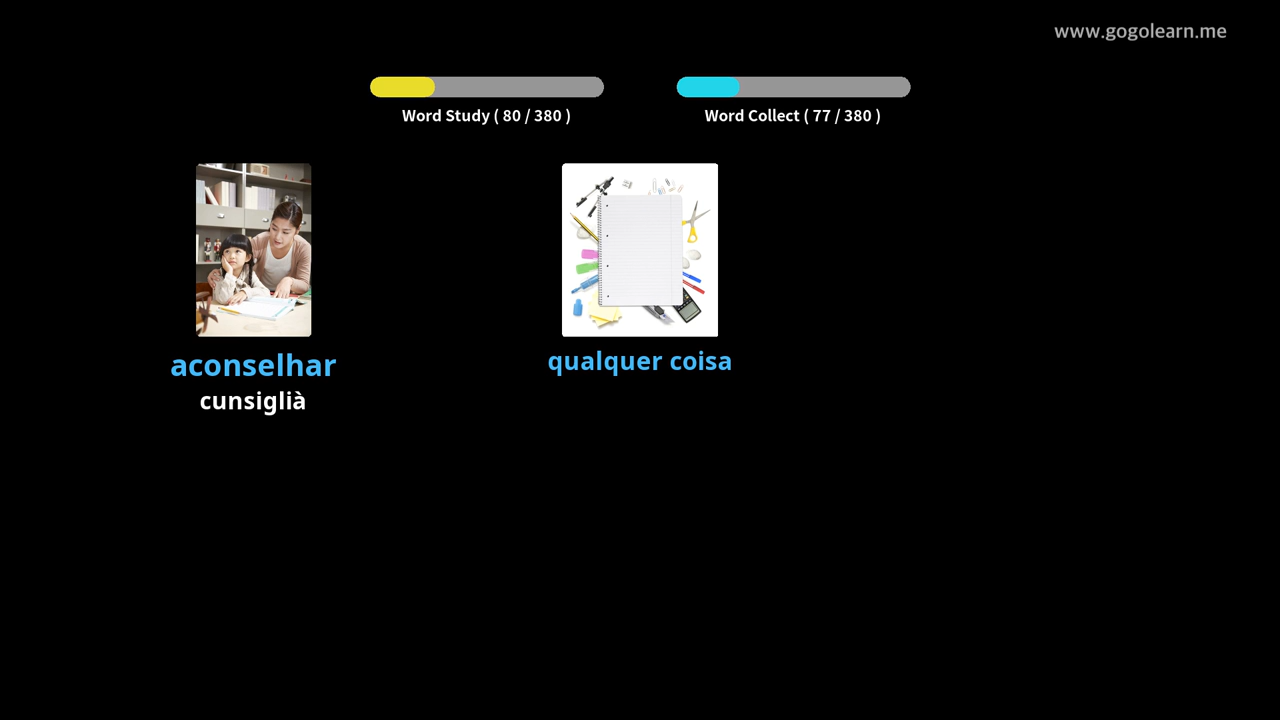 www.gogolearn.me
Word Study ( 80 / 380 )
Word Collect ( 77 / 380 )
aconselhar
cunsiglià
qualquer coisa